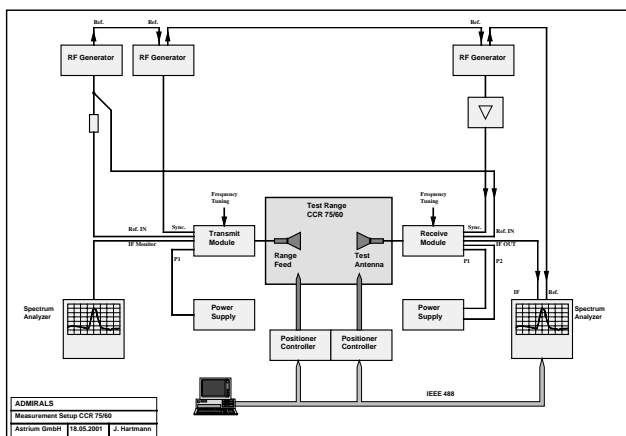 Ref.
Ref.
Ref.
RF Generator
RF Generator
RF Generator
Frequency
Tuning
Frequency
Tuning
Test Range
CCR 75/60
Ref. IN
Sync.
Transmit
Module
IF Monitor
Range
Feed
Test
Antenna
Receive
Module
Sync.
Ref. IN
IF OUT
P1
P1
P2
Power
Supply
Power
Supply
IF
Ref.
Spectrum
Analyzer
Spectrum
Analyzer
Positioner
Controller
Positioner
Controller
IEEE 488
ADMIRALS
Measurement Setup CCR 75/60
Astrium GmbH 18.05.2001 J. Hartmann